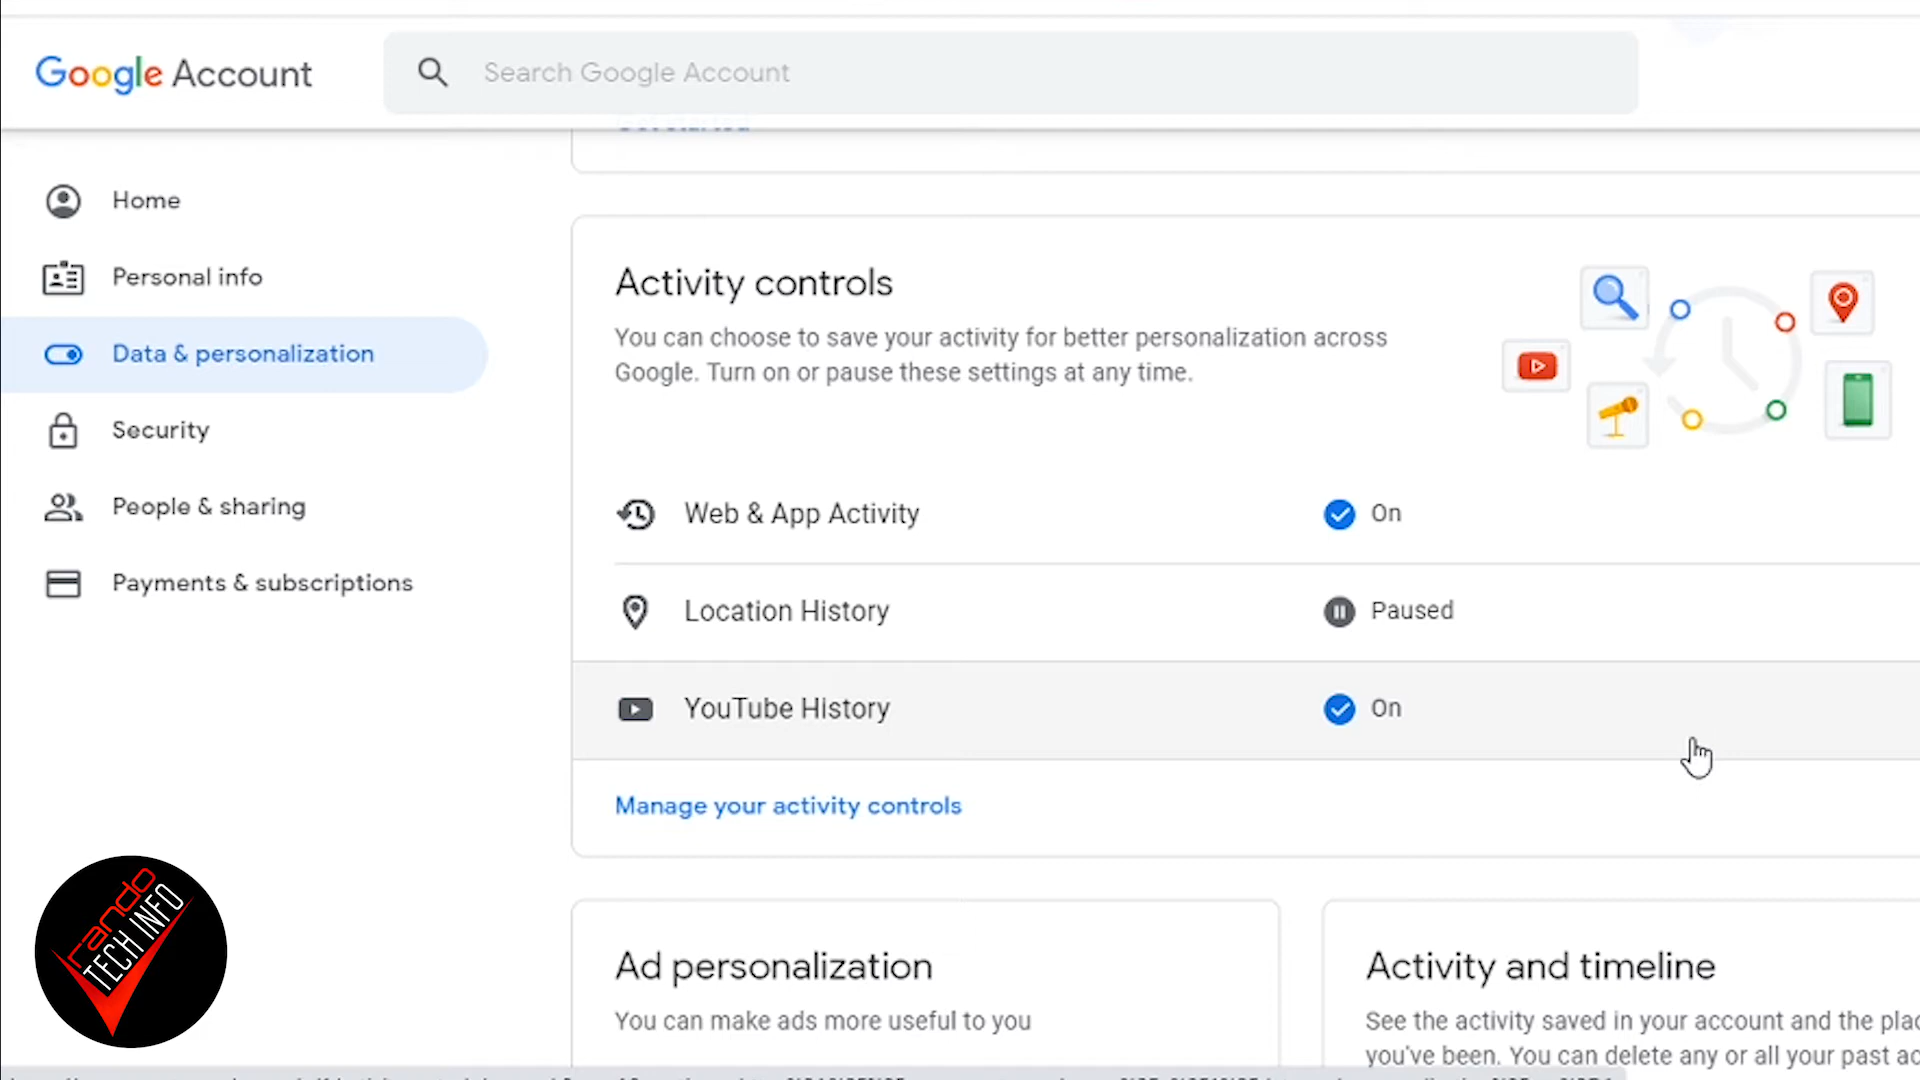 Google Account
Search Google Account
Get started
Home
Personal info
Data & personalization
Security
People & sharing
Payments & subscriptions
Activity controls
You can choose to save your activity for better personalization across
Google. Turn on or pause these settings at any time.
Web & App Activity
On
Location History
Paused
YouTube History
On
Manage your activity controls
Ad personalization
You can make ads more useful to you
Activity and timeline
See the activity saved in your account and the
you've been. You can delete any or all your past
rando
TECH INFO